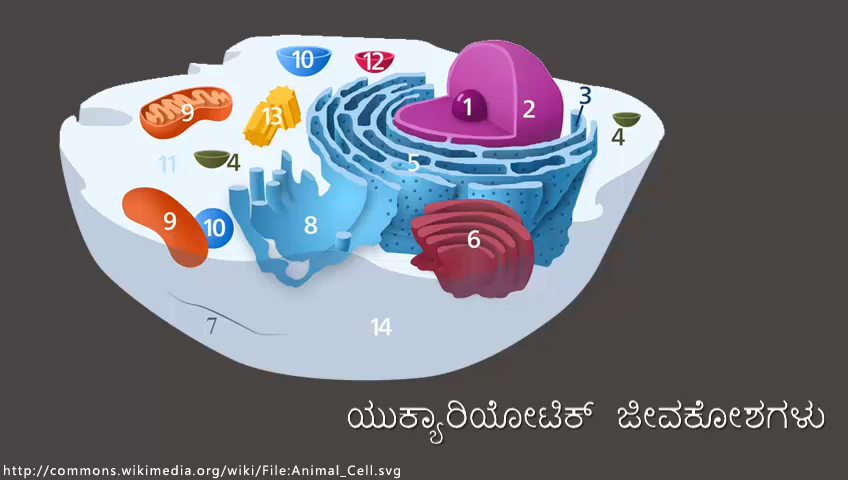 10 12
9 13 1 2 3
4
11 4 5
9 10 8 6
7 14
ಯುಕ್ಯಾರಿಯೋಟಿಕ್ ಜೀವಕೋಶಗಳು
http://commons.wikimedia.org/wiki/File:Animal_Cell.svg